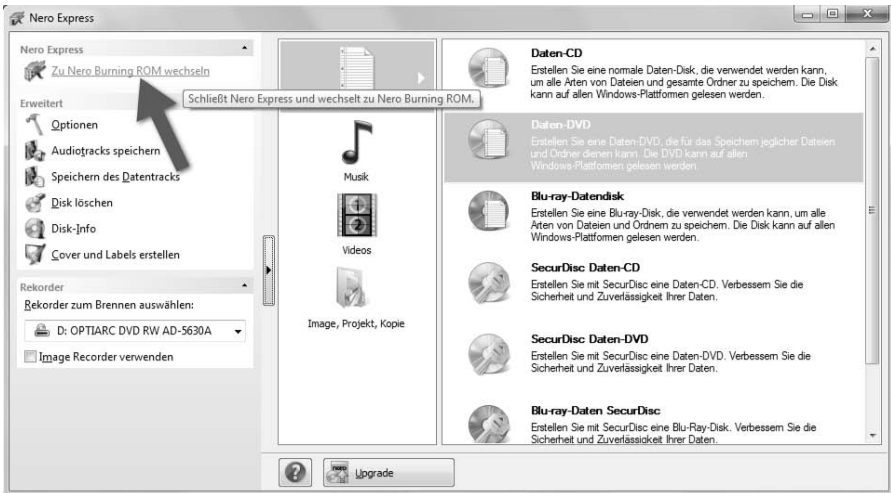 Nero Express
Nero Express
Zu Nero Burning ROM wechseln
Schließt Nero Express und wechselt zu Nero Burning ROM.
Erweitert
Optionen
Audiotracks speichern
Speichern des Datentracks
Disk löschen
Disk-Info
Cover und Labels erstellen
Rekorder
Rekorder zum Brennen auswählen:
D: OPTIARC DVD RW AD-5630A
Image Recorder verwenden
Musik
Videos
Image, Projekt, Kopie
Daten-CD
Erstellen Sie eine normale Daten-Disk, die verwendet werden kann,
um alle Arten von Dateien und gesamte Ordner zu speichern. Die Disk
kann auf allen Windows-Plattformen gelesen werden.
Daten-DVD
Erstellen Sie eine Daten-DVD, die für das Speichern jeglicher Dateien
und Ordner dienen kann. Die DVD kann auf allen
Windows-Plattformen gelesen werden.
Blu-ray-Datendisk
Erstellen Sie eine Blu-ray-Disk, die verwendet werden kann, um alle
Arten von Dateien und Ordnern zu speichern. Die Disk kann auf allen
Windows-Plattformen gelesen werden.
SecurDisc Daten-CD
Erstellen Sie mit SecurDisc eine Daten-CD. Verbessern Sie die
Sicherheit und Zuverlässigkeit Ihrer Daten.
SecurDisc Daten-DVD
Erstellen Sie mit SecurDisc eine Daten-DVD. Verbessern Sie die
Sicherheit und Zuverlässigkeit Ihrer Daten.
Blu-ray-Daten SecurDisc
Erstellen Sie mit SecurDisc eine Blu-Ray-Disk. Verbessern Sie die
Sicherheit und Zuverlässigkeit Ihrer Daten.
nero
Upgrade